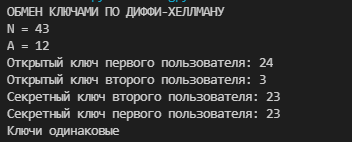 ОБМЕН КЛЮЧАМИ ПО ДИФФИ-ХЕЛЛМАНУ
N = 43
A = 12
Открытый ключ первого пользователя: 24
Открытый ключ второго пользователя: 3
Секретный ключ второго пользователя: 23
Секретный ключ первого пользователя: 23
Ключи одинаковые